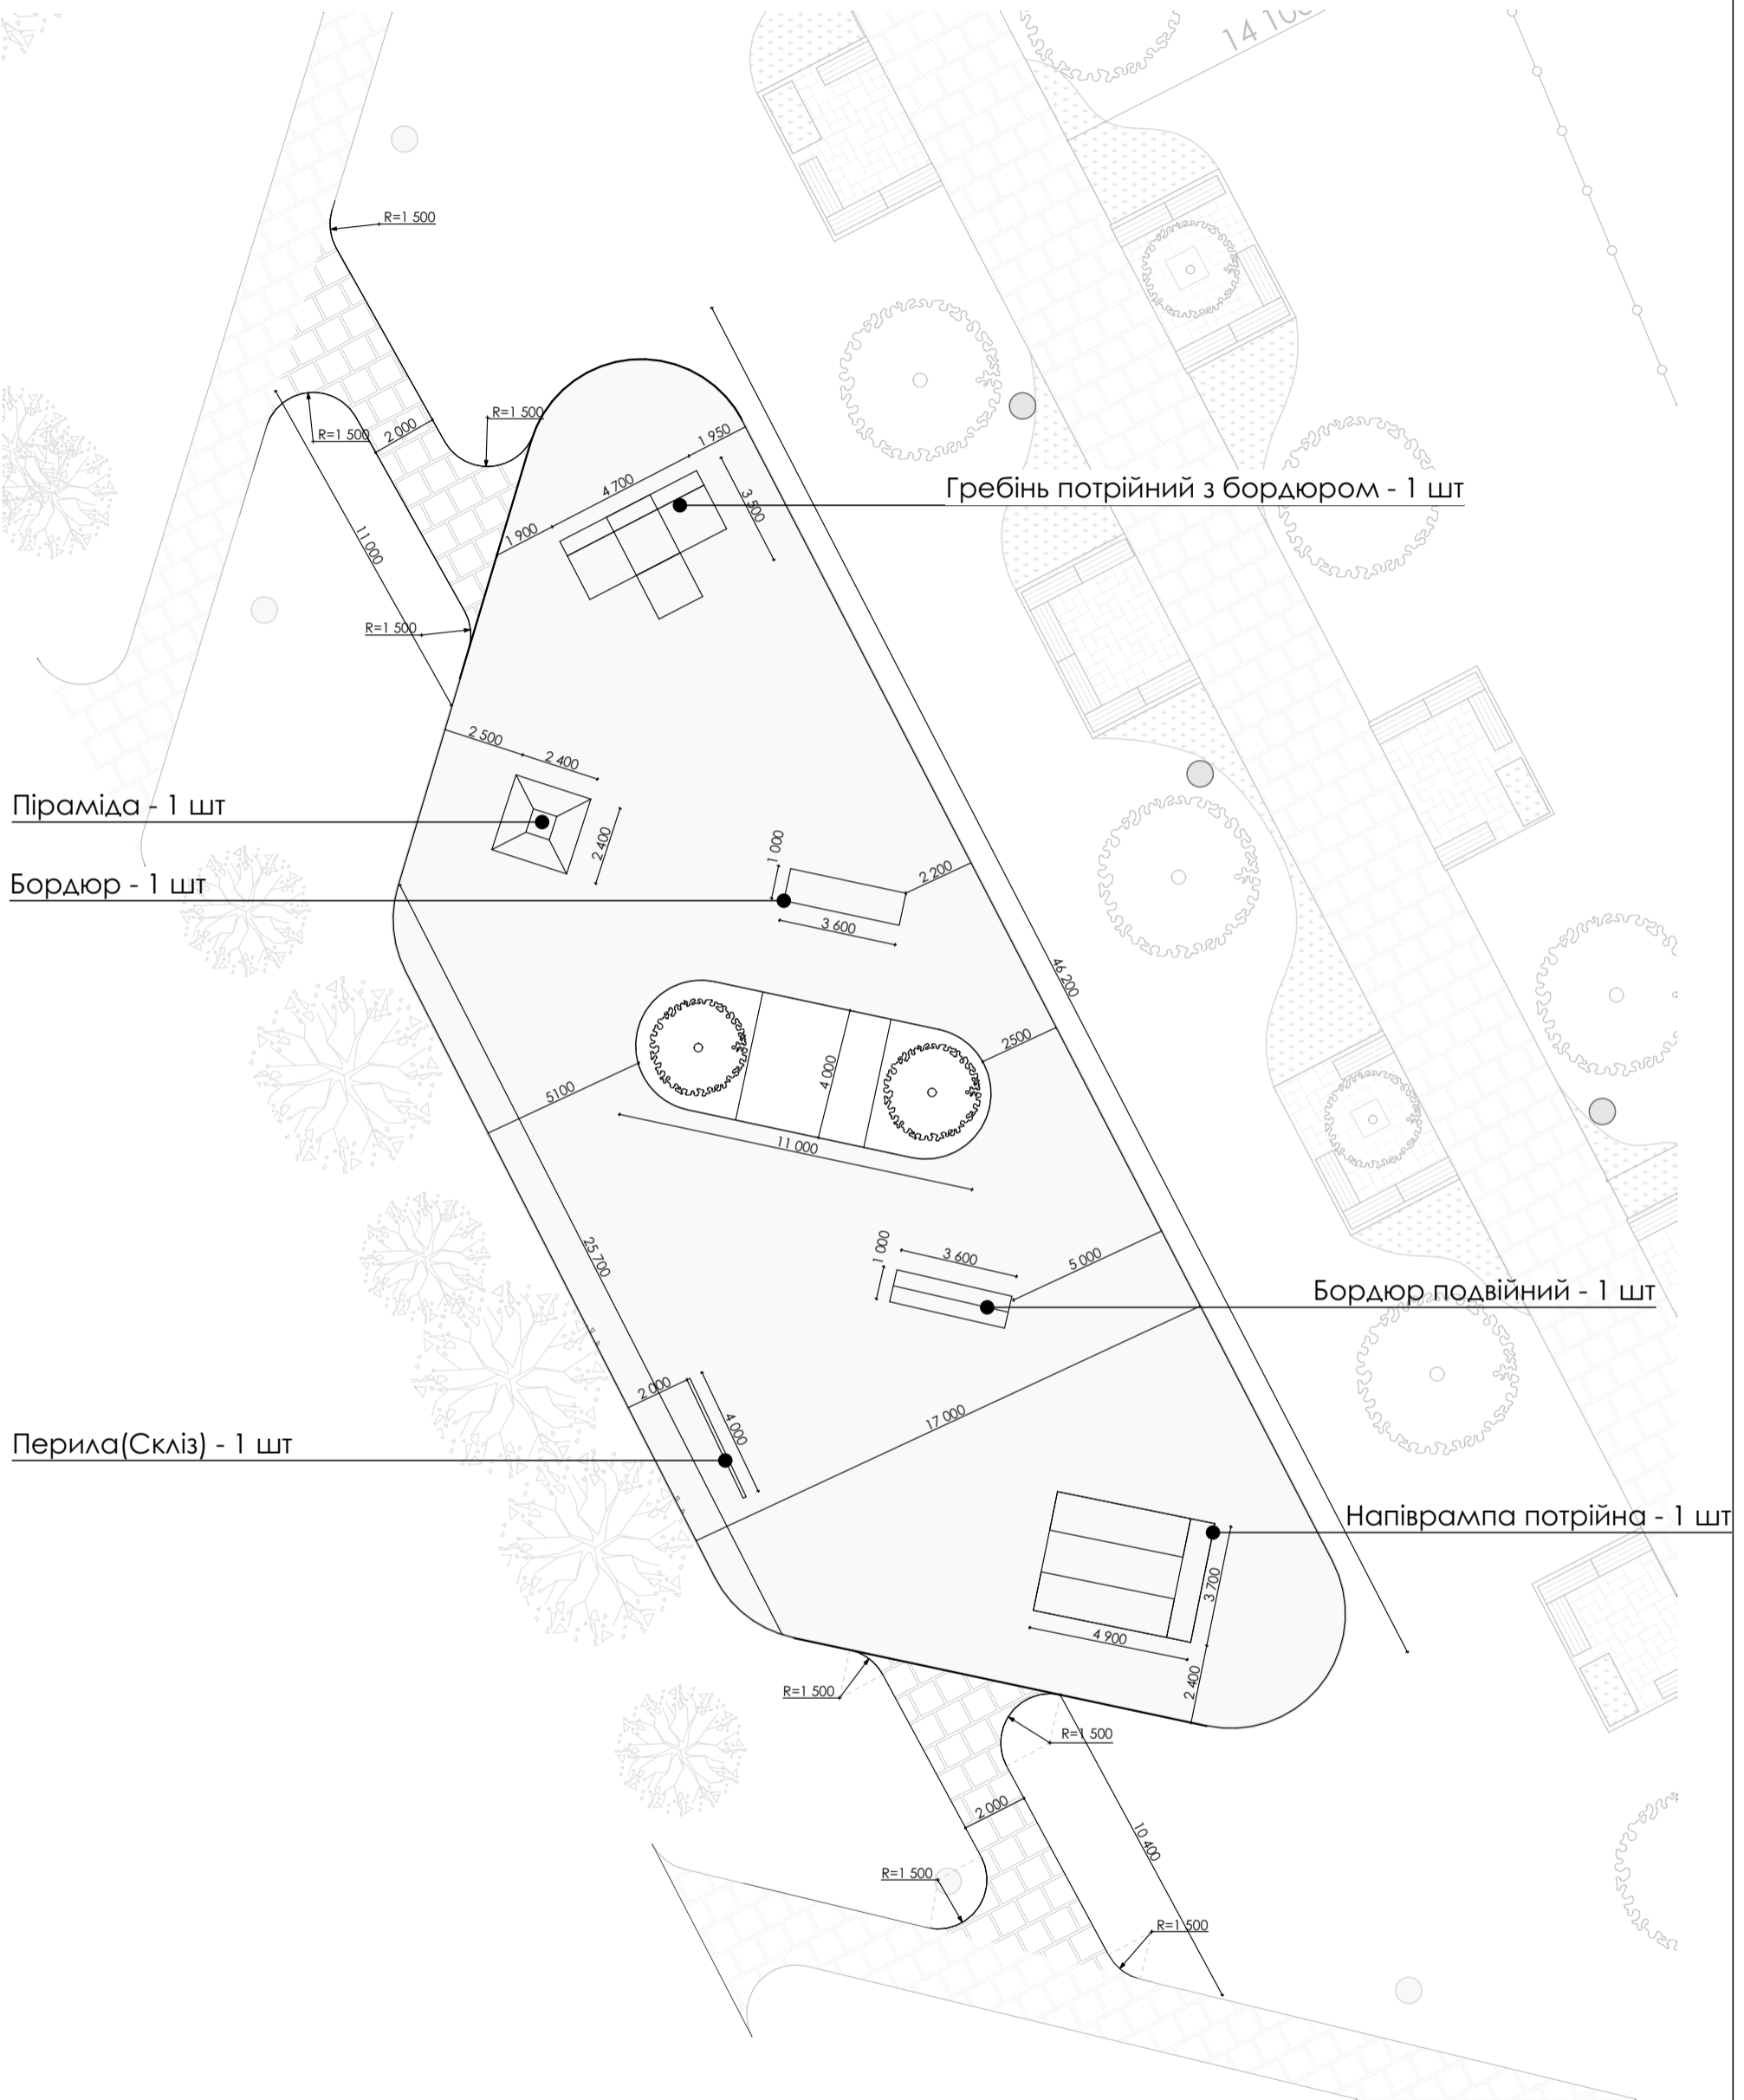 14 100
R=1 500
R=1 500
R=1 500
2 000
1 950
4 700
3 500
Гребінь потрійний з бордюром - 1 шт
1 900
11 000
R=1 500
2 500
2 400
Піраміда - 1 шт
2 400
1 000
2 200
Бордюр - 1 шт
3 600
46 200
2500
4 000
5100
11 000
25 700
1 000
3 600
5 000
Бордюр подвійний - 1 шт
2 000
4 000
17 000
Перила(Скліз) - 1 шт
Напіврампа потрійна - 1 шт
3 700
4 900
2 400
R=1 500
R=1 500
2 000
10 400
R=1 500
R=1 500